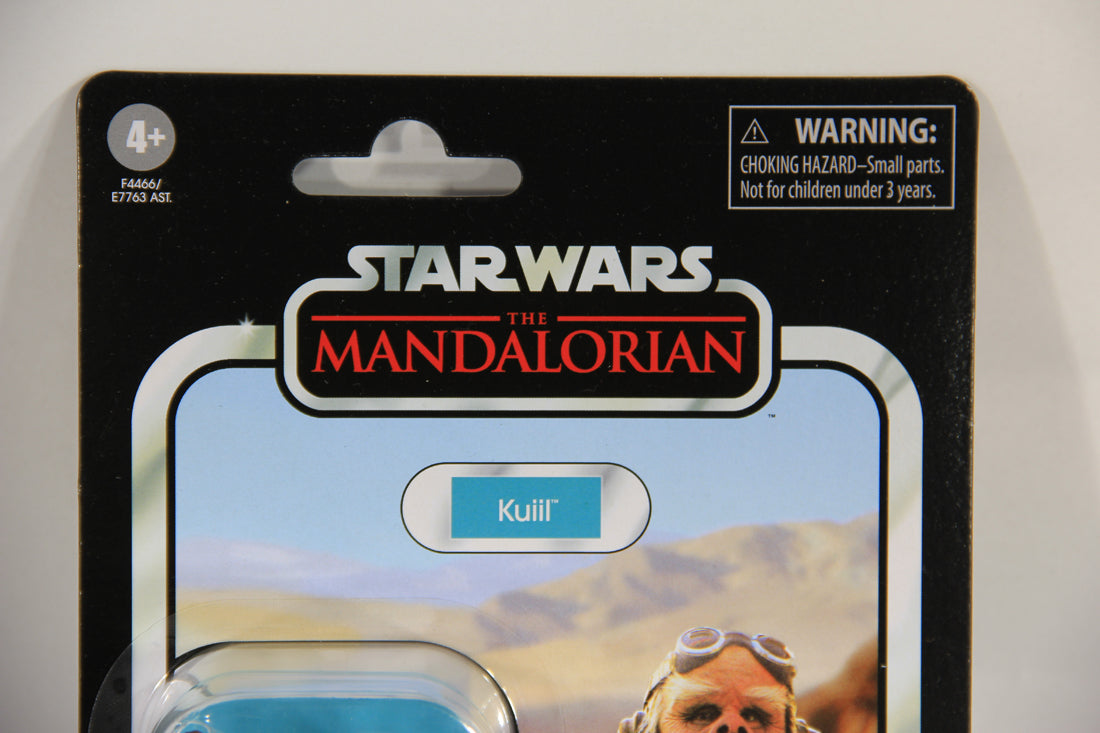 4+
F4466/
E7763 AST.
⚠ WARNING:
CHOKING HAZARD–Small parts.
Not for children under 3 years.
STAR WARS
THE
MANDALORIAN
™
Kuiil™